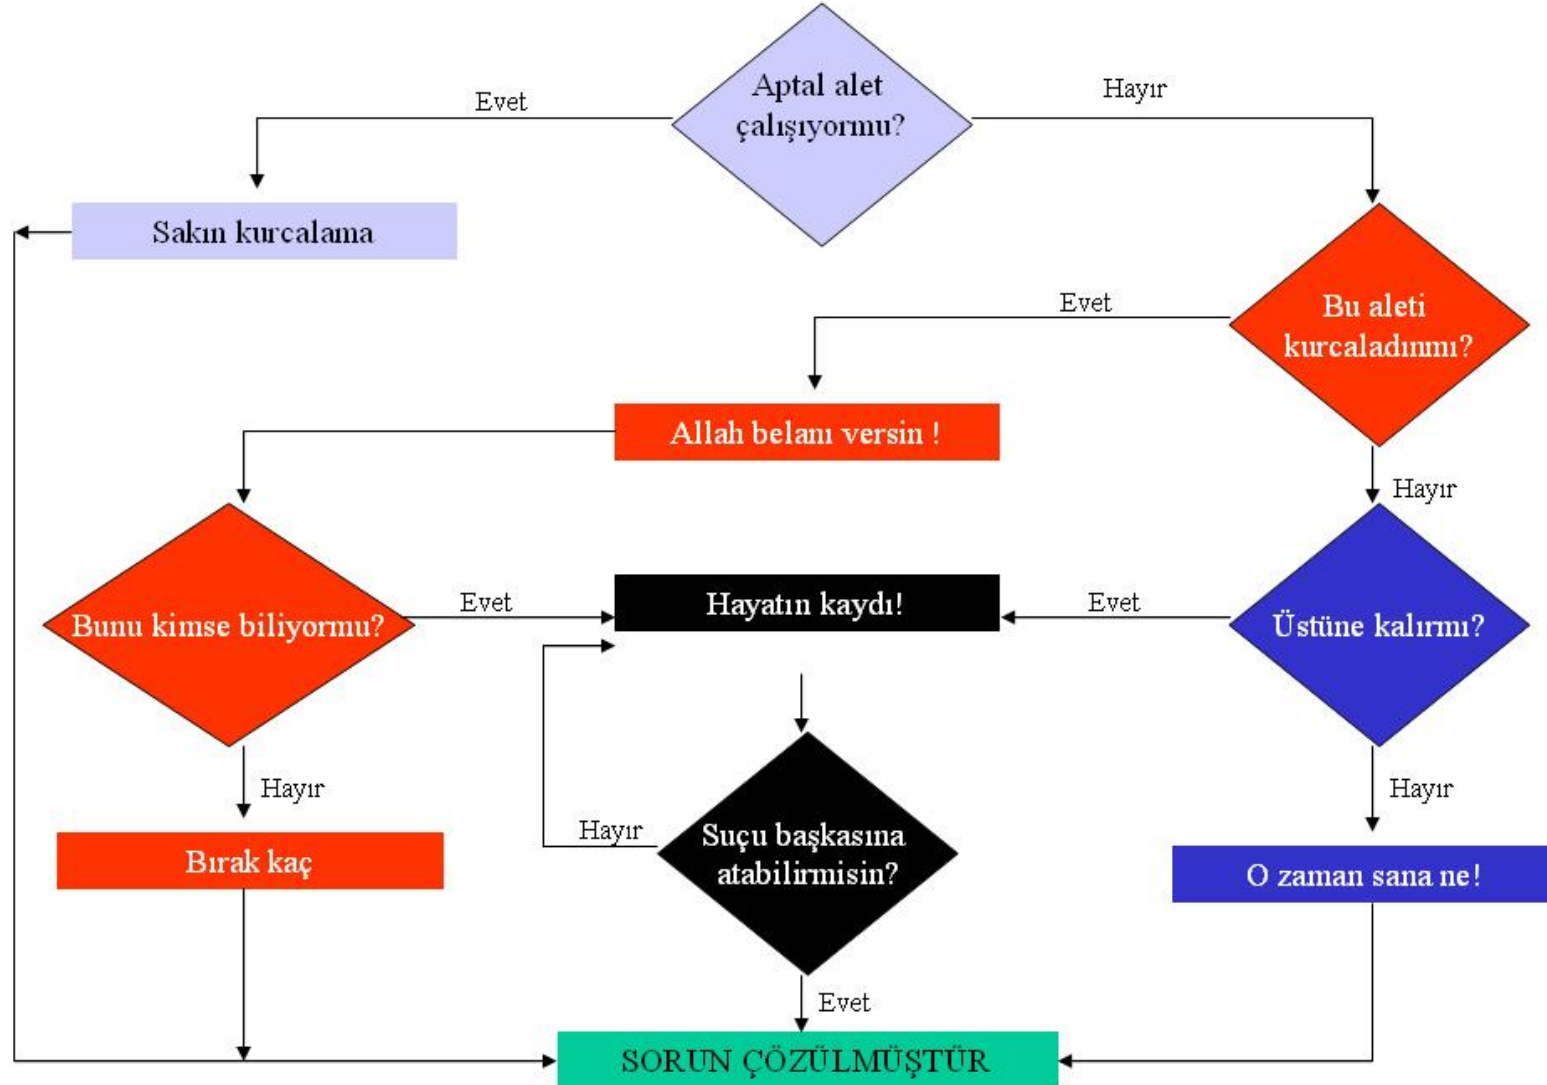 Aptal alet
çalışıyormu?
Evet
Hayır
Sakın kurcalama
Bu aleti
kurcaladınmı?
Evet
Allah belanı versin !
Hayır
Bunu kimse biliyormu?
Evet
Hayatın kaydı!
Evet
Üstüne kalırmı?
Hayır
Hayır
Hayır
Suçu başkasına
atabilirmisin?
Bırak kaç
O zaman sana ne!
Evet
SORUN ÇÖZÜLMÜŞTÜR